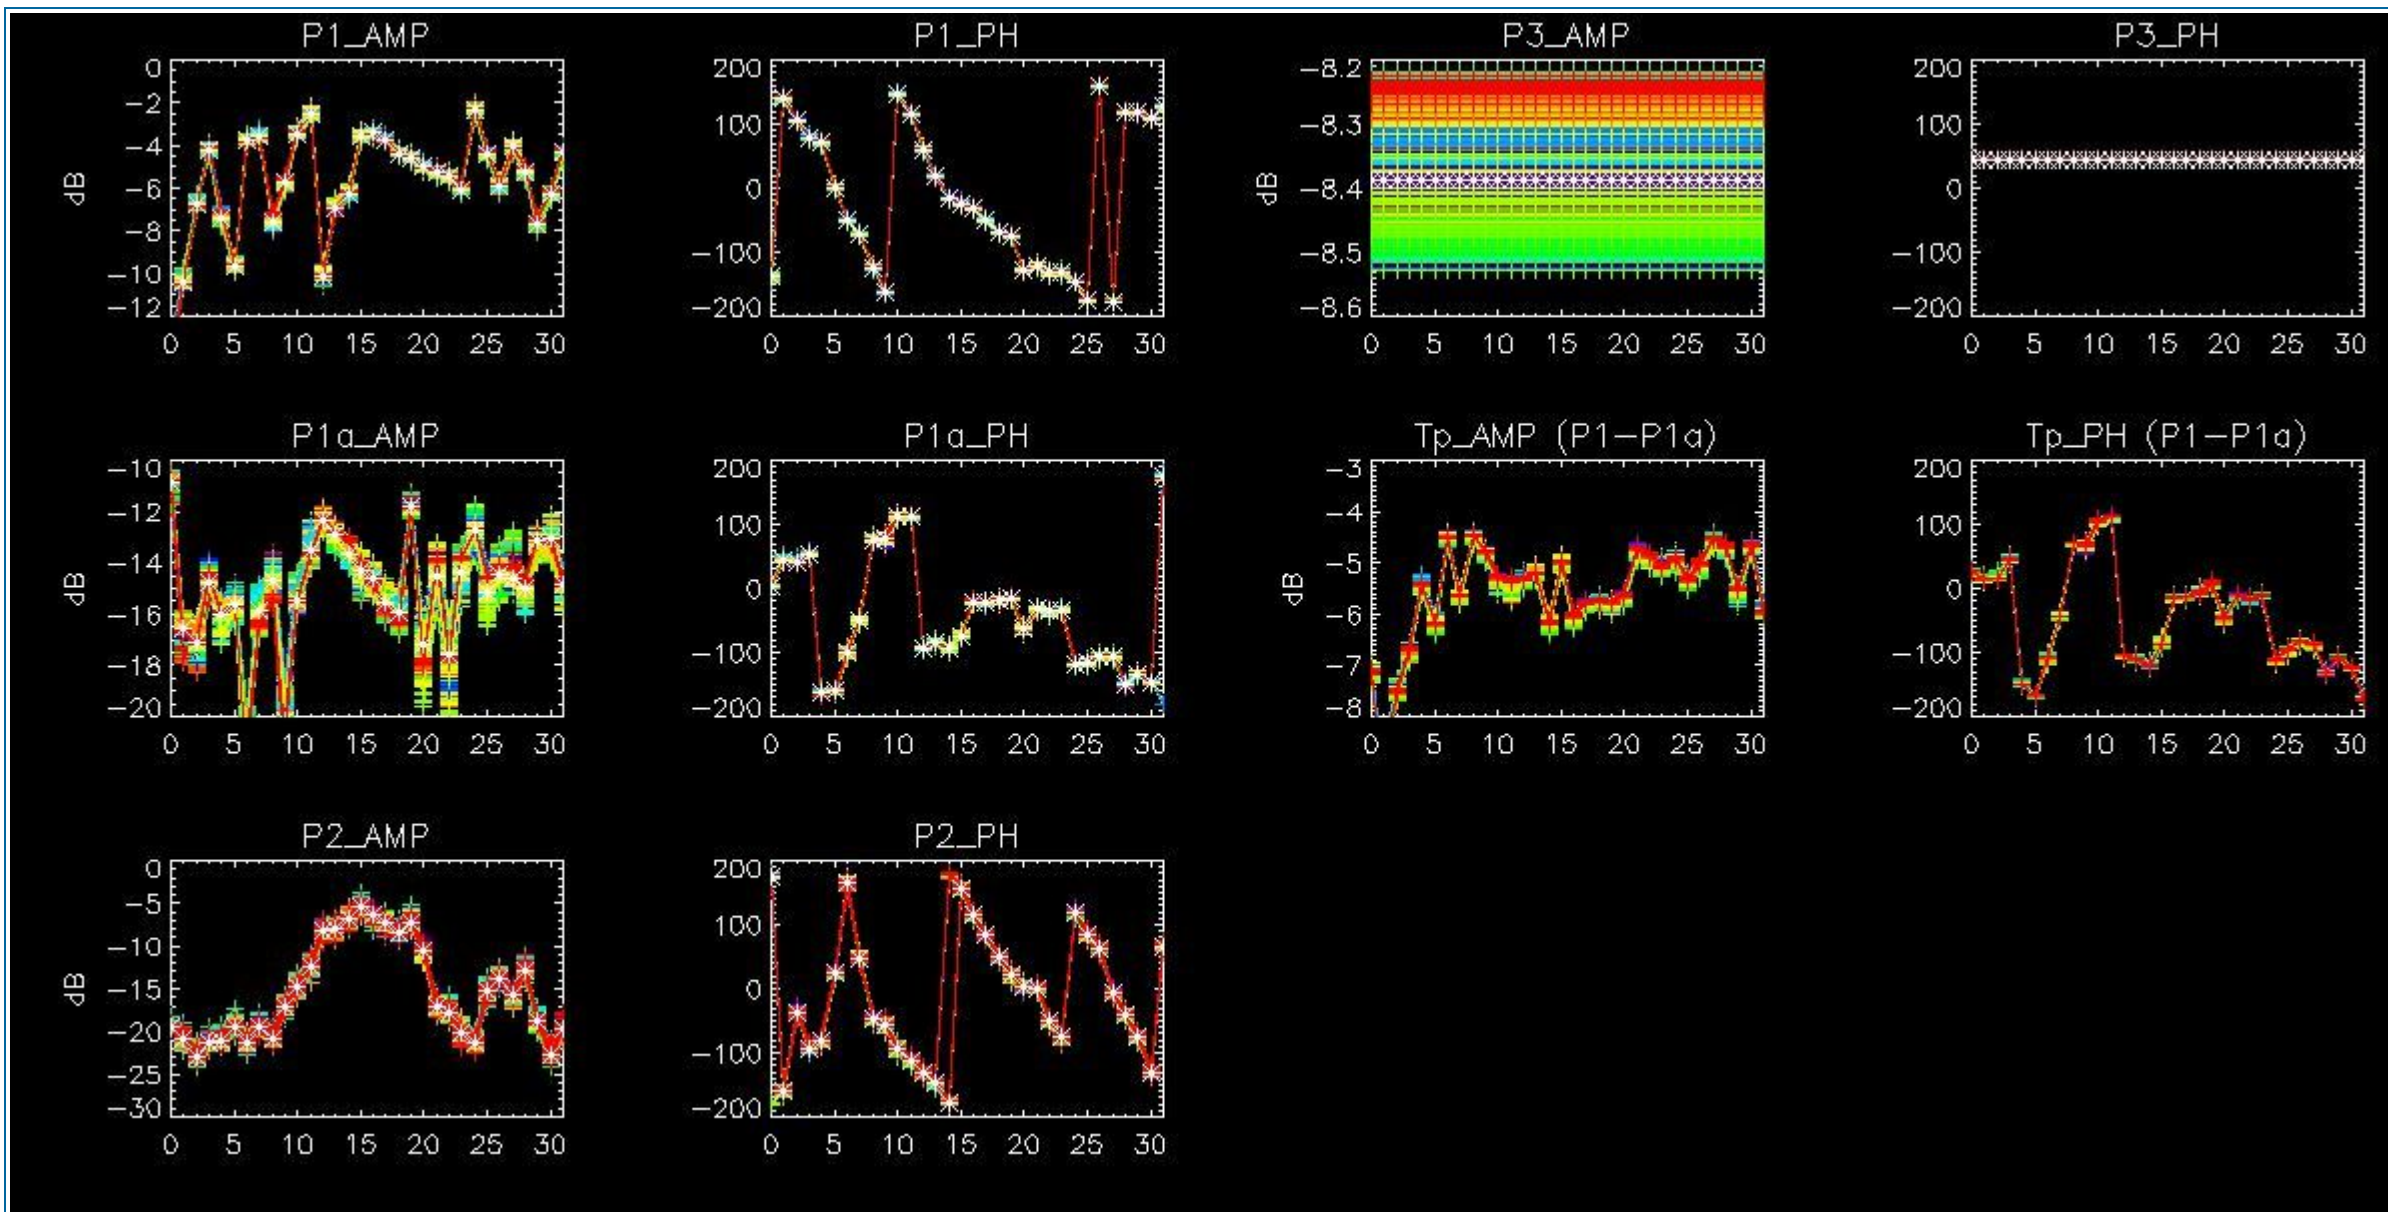 P1_AMP
0
−2
−4
−6
−8
−10
−12
dB
0 5 10 15 20 25 30
P1_PH
200
100
0
−100
−200
0 5 10 15 20 25 30
P3_AMP
−8.2
−8.3
−8.4
−8.5
−8.6
dB
0 5 10 15 20 25 30
P3_PH
200
100
0
−100
−200
0 5 10 15 20 25 30
P1a_AMP
−10
−12
−14
−16
−18
−20
dB
0 5 10 15 20 25 30
P1a_PH
200
100
0
−100
−200
0 5 10 15 20 25 30
Tp_AMP (P1−P1a)
−3
−4
−5
−6
−7
−8
dB
0 5 10 15 20 25 30
Tp_PH (P1−P1a)
200
100
0
−100
−200
0 5 10 15 20 25 30
P2_AMP
0
−5
−10
−15
−20
−25
−30
dB
0 5 10 15 20 25 30
P2_PH
200
100
0
−100
−200
0 5 10 15 20 25 30